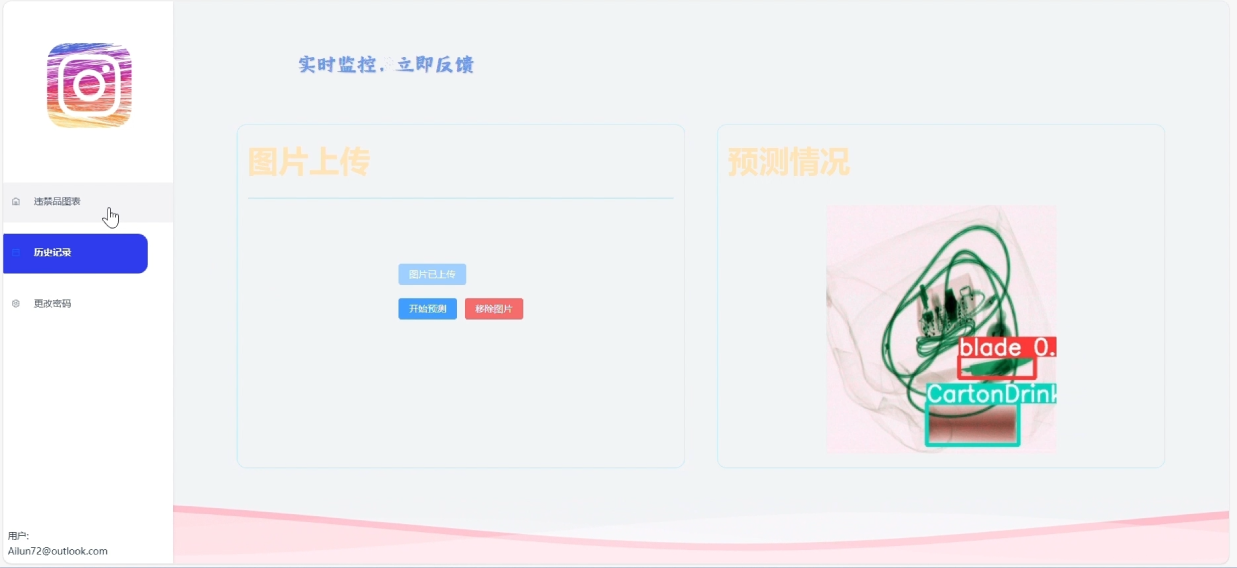 实时监控，立即反馈
违禁品图表
历史记录
更改密码
用户:
Ailun72@outlook.com
图片上传
图片已上传
开始预测
移除图片
预测情况
blade 0.
CartonDrink